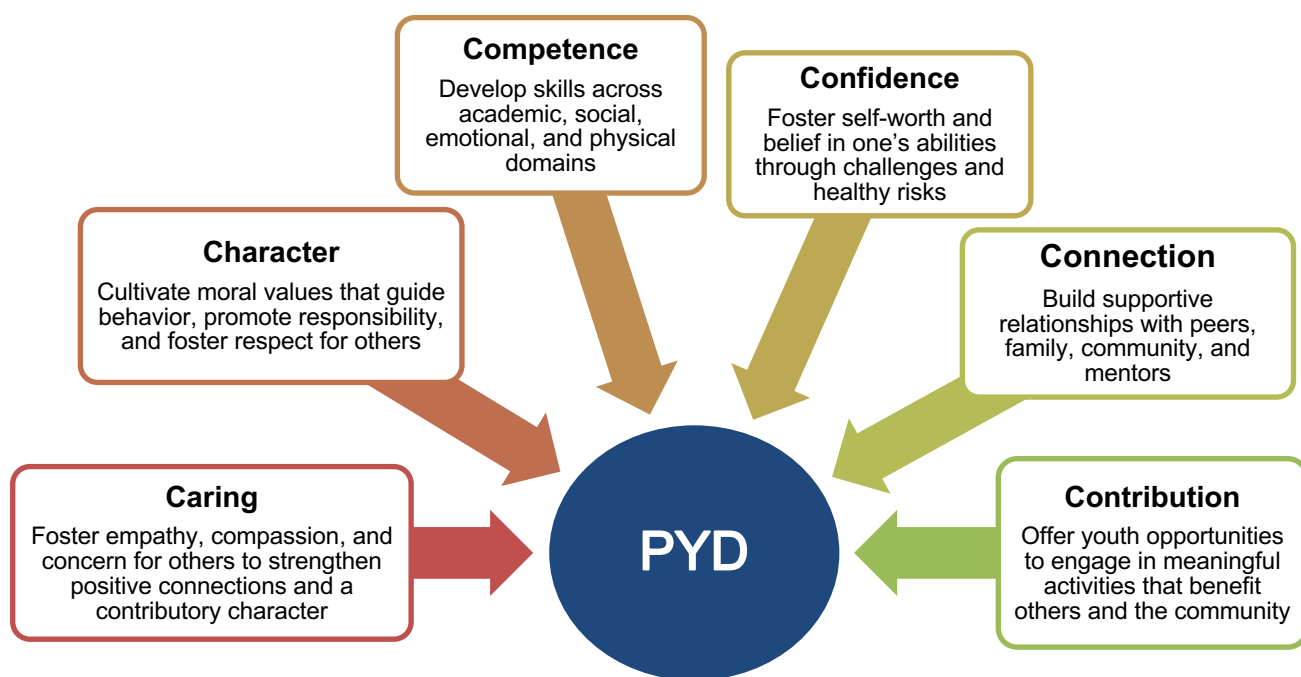 Competence
Develop skills across
academic, social,
emotional, and physical
domains
Confidence
Foster self-worth and
belief in one’s abilities
through challenges and
healthy risks
Character
Cultivate moral values that guide
behavior, promote responsibility,
and foster respect for others
Connection
Build supportive
relationships with peers,
family, community, and
mentors
Caring
Foster empathy, compassion, and
concern for others to strengthen
positive connections and a
contributory character
PYD
Contribution
Offer youth opportunities
to engage in meaningful
activities that benefit
others and the community